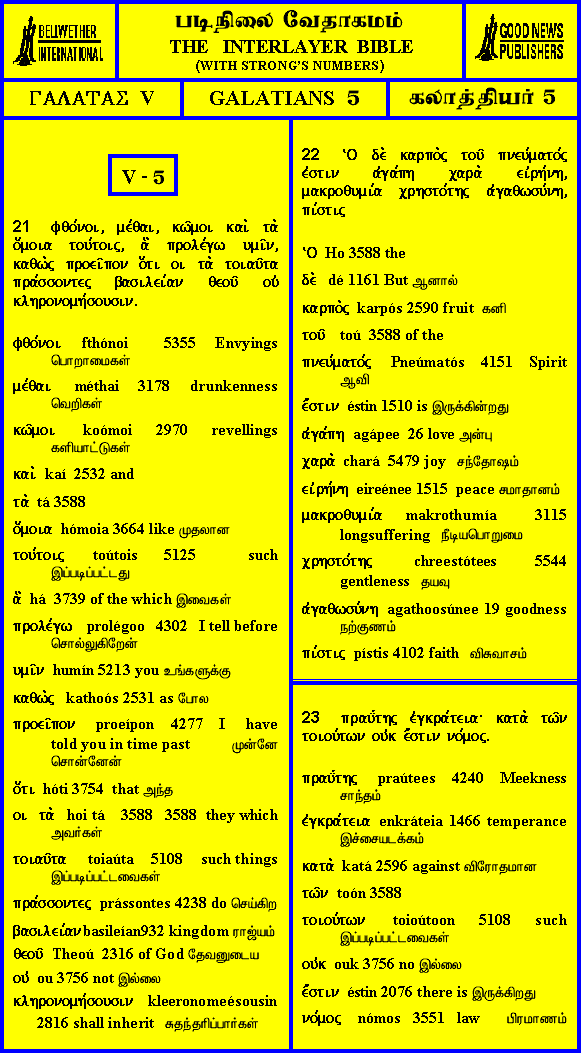 BELLWETHER
INTERNATIONAL
படிநிலை வேதாகமம்
THE INTERLAYER BIBLE
(WITH STRONG'S NUMBERS)
GOOD NEWS
PUBLISHERS
ΓΑΛΑΤΑΣ V
GALATIANS 5
கலாத்தியர் 5
V - 5
21 φθόνοι, μέθαι, κῶμοι καὶ τὰ
ὅμοια τούτοις, ἃ προλέγω υμῖν,
καθὼς προεῖπον ὅτι οι τὰ τοιαῦτα
πράσσοντες βασιλείαν θεοῦ οὐ
κληρονομήσουσιν.
φθόνοι fthónoi 5355 Envyings
பொறாமைகள்
μέθαι méthai 3178 drunkenness
வெறிகள்
κῶμοι koómoi 2970 revellings
களியாட்டுகள்
καὶ kaí 2532 and
τὰ tá 3588
ὅμοια hómoia 3664 like முதலான
τούτοις toútois 5125 such
இப்படிப்பட்டது
ἃ há 3739 of the which இவைகள்
προλέγω prolégoo 4302 I tell before
சொல்லுகிறேன்
υμῖν humín 5213 you உங்களுக்கு
καθὼς kathoós 2531 as போல
προεῖπον proeípon 4277 I have
told you in time past முன்னே
சொன்னேன்
ὅτι hóti 3754 that அந்த
οι τὰ hoi tá 3588 3588 they which
அவர்கள்
τοιαῦτα toiaúta 5108 such things
இப்படிப்பட்டவைகள்
πράσσοντες prássontes 4238 do செய்கிற
βασιλείαν basileían932 kingdom ராஜ்யம்
θεοῦ Theoú 2316 of God தேவனுடைய
οὐ ou 3756 not இல்லை
κληρονομήσουσιν kleeronomeésousin
2816 shall inherit சுதந்தரிப்பார்கள்
22 Ὁ δὲ καρπὸς τοῦ πνεύματός
ἐστιν ἀγάπη χαρὰ εἰρήνη,
μακροθυμία χρηστότης ἀγαθωσύνη,
πίστις
Ὁ Ho 3588 the
δὲ dé 1161 But ஆனால்
καρπὸς karpós 2590 fruit கனி
τοῦ toú 3588 of the
πνεύματός Pneúmatós 4151 Spirit
ஆவி
ἐστιν éstin 1510 is இருக்கின்றது
ἀγάπη agápee 26 love அன்பு
χαρὰ chará 5479 joy சந்தோஷம்
εἰρήνη eireénee 1515 peace சமாதானம்
μακροθυμία makrothumía 3115
longsuffering நீடியபொறுமை
χρηστότης chreestótees 5544
gentleness தயவு
ἀγαθωσύνη agathoosúnee 19 goodness
நற்குணம்
πίστις pístis 4102 faith விசுவாசம்
23 πραΰτης ἐγκράτεια· κατὰ τῶν
τοιούτων οὐκ ἔστιν νόμος.
πραΰτης praútees 4240 Meekness
சாந்தம்
ἐγκράτεια enkráteia 1466 temperance
இச்சையடக்கம்
κατὰ katá 2596 against விரோதமான
τῶν toón 3588
τοιούτων toioútoon 5108 such
இப்படிப்பட்டவைகள்
οὐκ ouk 3756 no இல்லை
ἔστιν éstin 2076 there is இருக்கிறது
νόμος nómos 3551 law பிரமாணம்